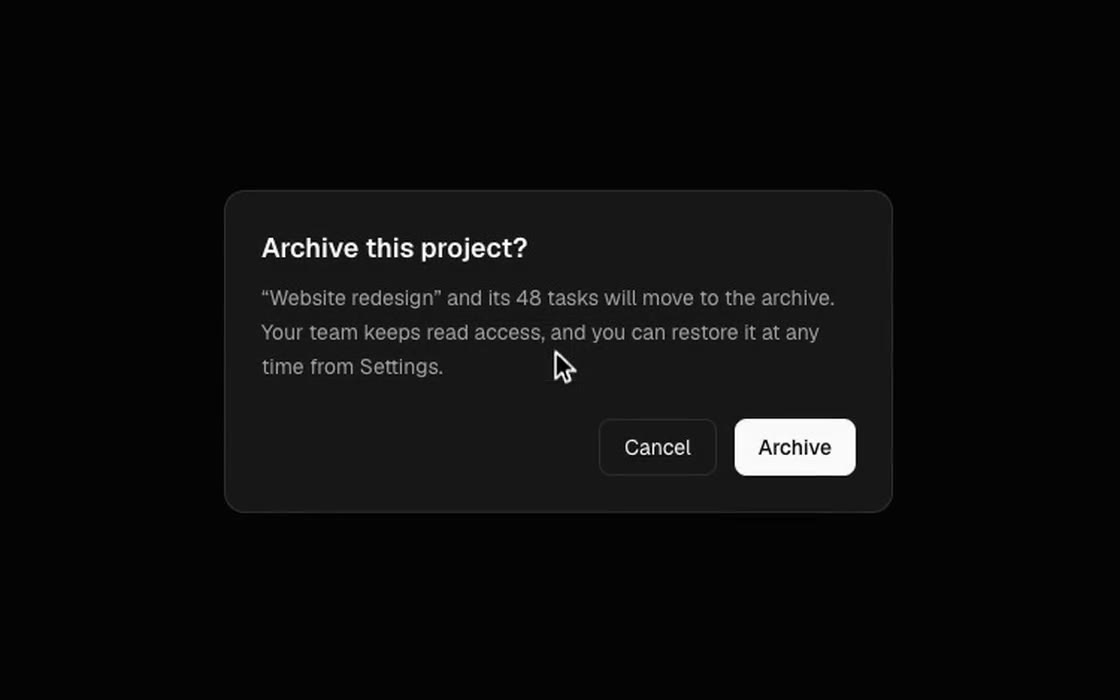 Archive this project?
“Website redesign” and its 48 tasks will move to the archive.
Your team keeps read access, and you can restore it at any
time from Settings.
Cancel
Archive